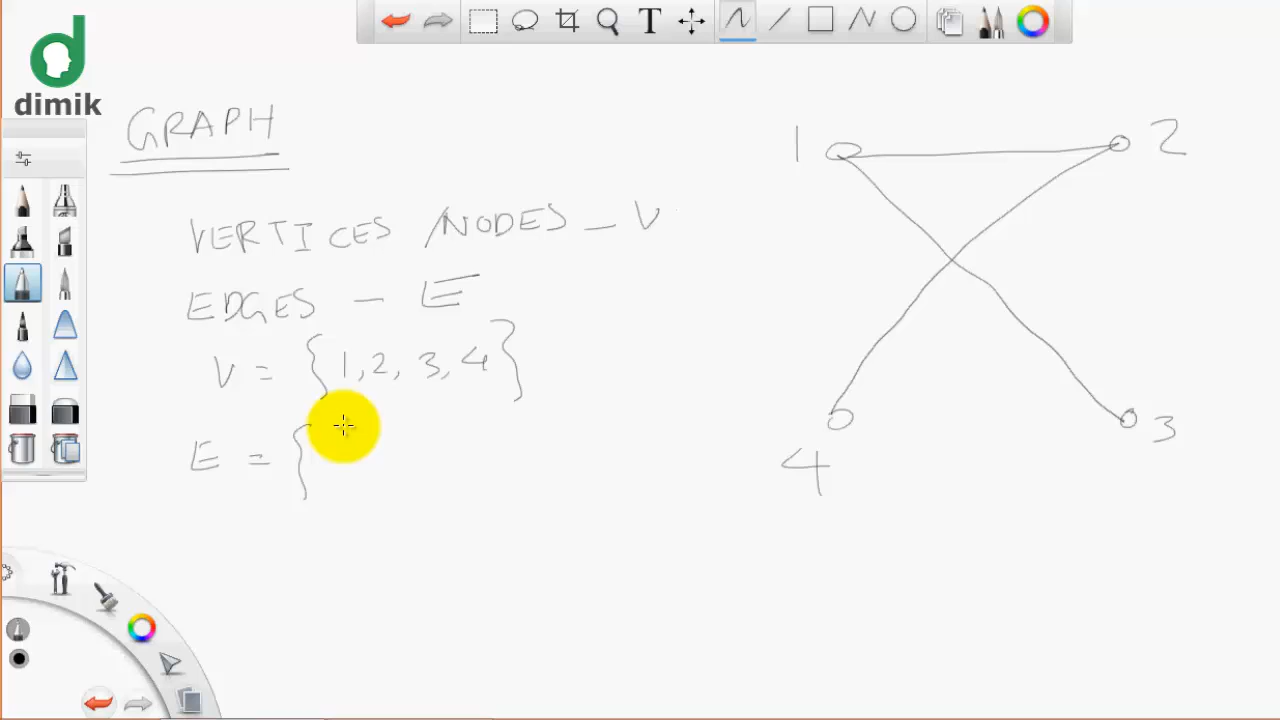 dimik
GRAPH
VERTICES / NODES - V
EDGES - E
V = {1, 2, 3, 4}
E = {
1
2
3
4
T